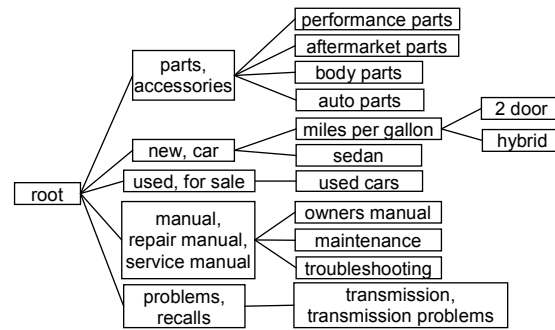 root
parts,
accessories
performance parts
aftermarket parts
body parts
auto parts
new, car
miles per gallon
2 door
hybrid
sedan
used, for sale
used cars
manual,
repair manual,
service manual
owners manual
maintenance
troubleshooting
problems,
recalls
transmission,
transmission problems